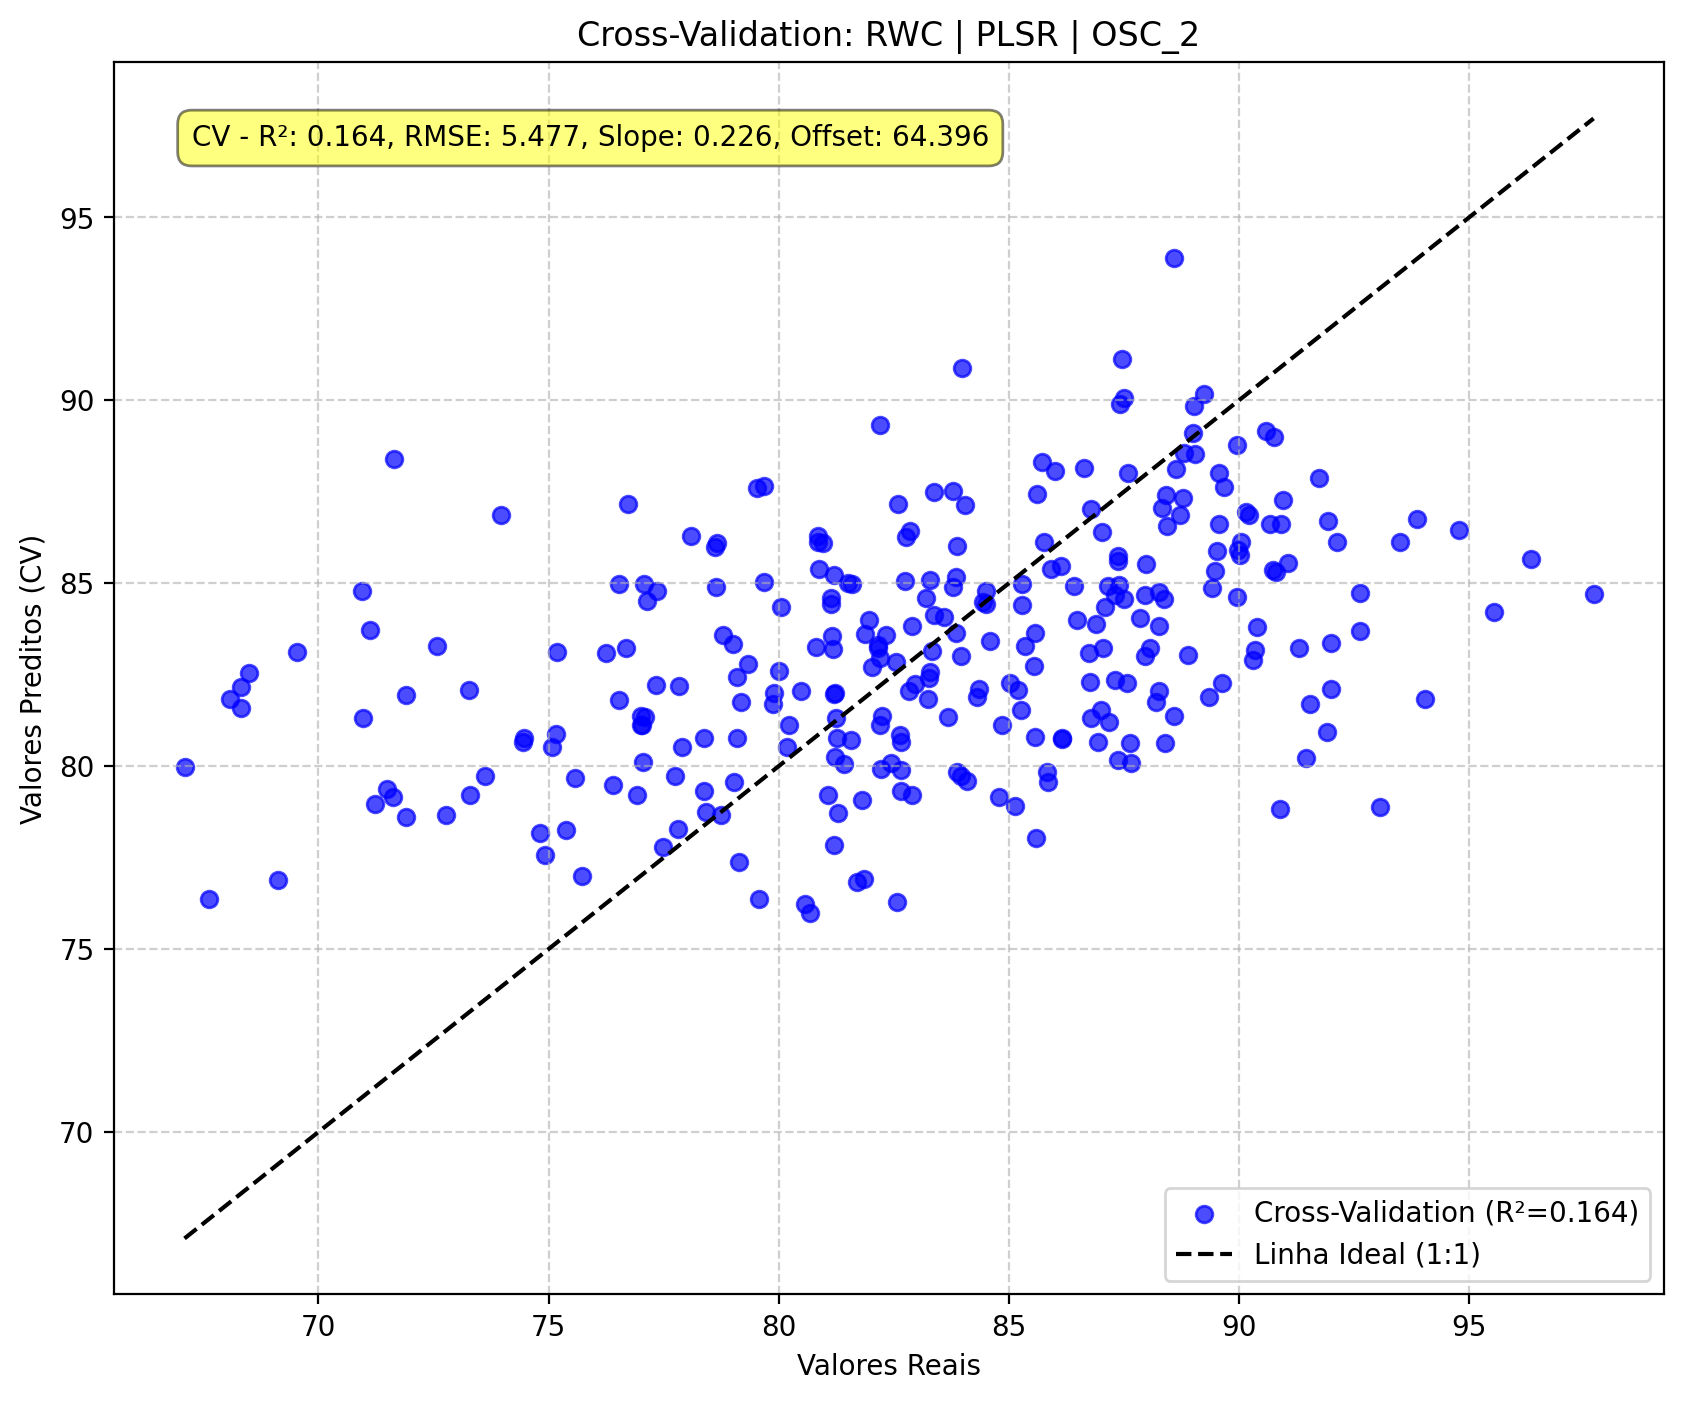 Cross-Validation: RWC | PLSR | OSC_2
CV - R²: 0.164, RMSE: 5.477, Slope: 0.226, Offset: 64.396
Valores Preditos (CV)
95
90
85
80
75
70
Cross-Validation (R²=0.164)
Linha Ideal (1:1)
70 75 80 85 90 95
Valores Reais